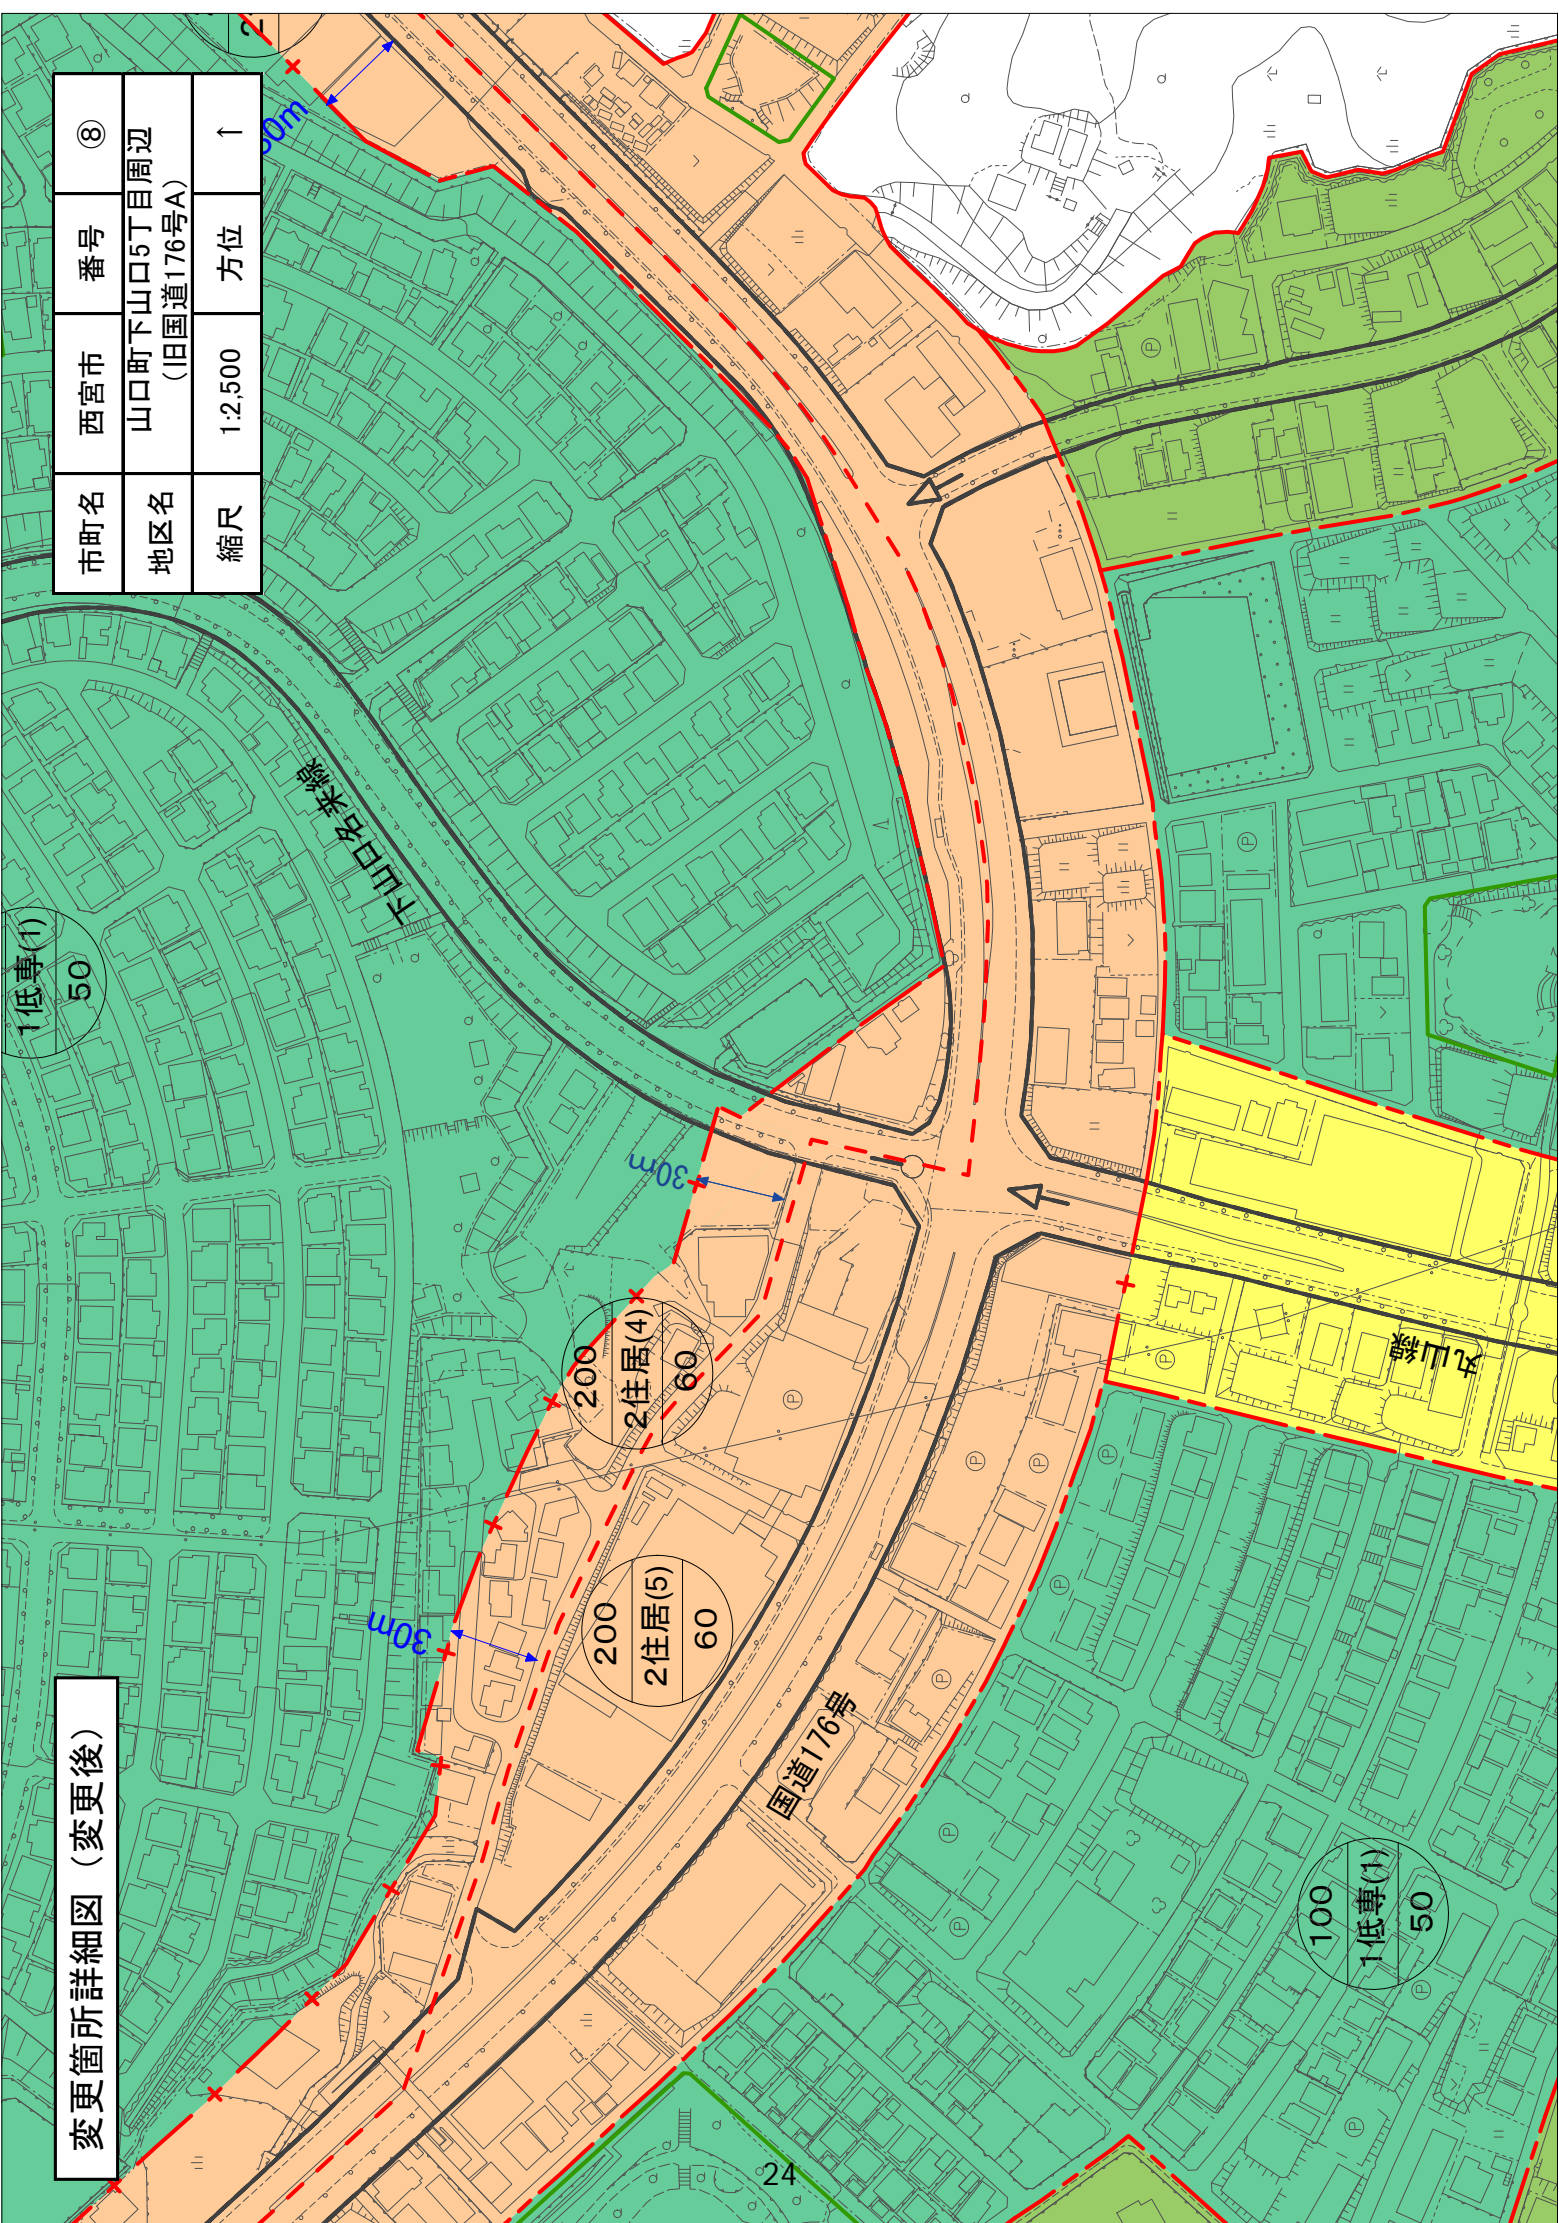 変更箇所詳細図（変更後）
市町名 西宮市 番号 ⑧
地区名 山口町下山口5丁目周辺
（旧国道176号A）
縮尺 1:2,500 方位 ↑
1低専(1)
50
下山口名来線
30m
30m
200
2住居(4)
60
200
2住居(5)
60
国道176号
丸山線
100
1低専(1)
50
24